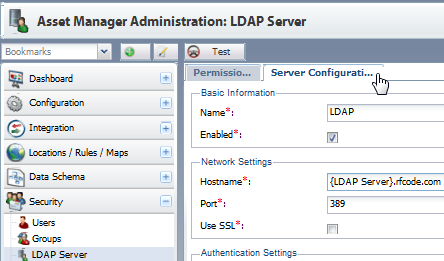 Asset Manager Administration: LDAP Server
Bookmarks
Test
Dashboard
Configuration
Integration
Locations / Rules / Maps
Data Schema
Security
Users
Groups
LDAP Server
Permissio...
Server Configurati...
Basic Information
Name*:
LDAP
Enabled*:
Network Settings
Hostname*:
{LDAP Server}.rfcode.com
Port*:
389
Use SSL*:
Authentication Settings